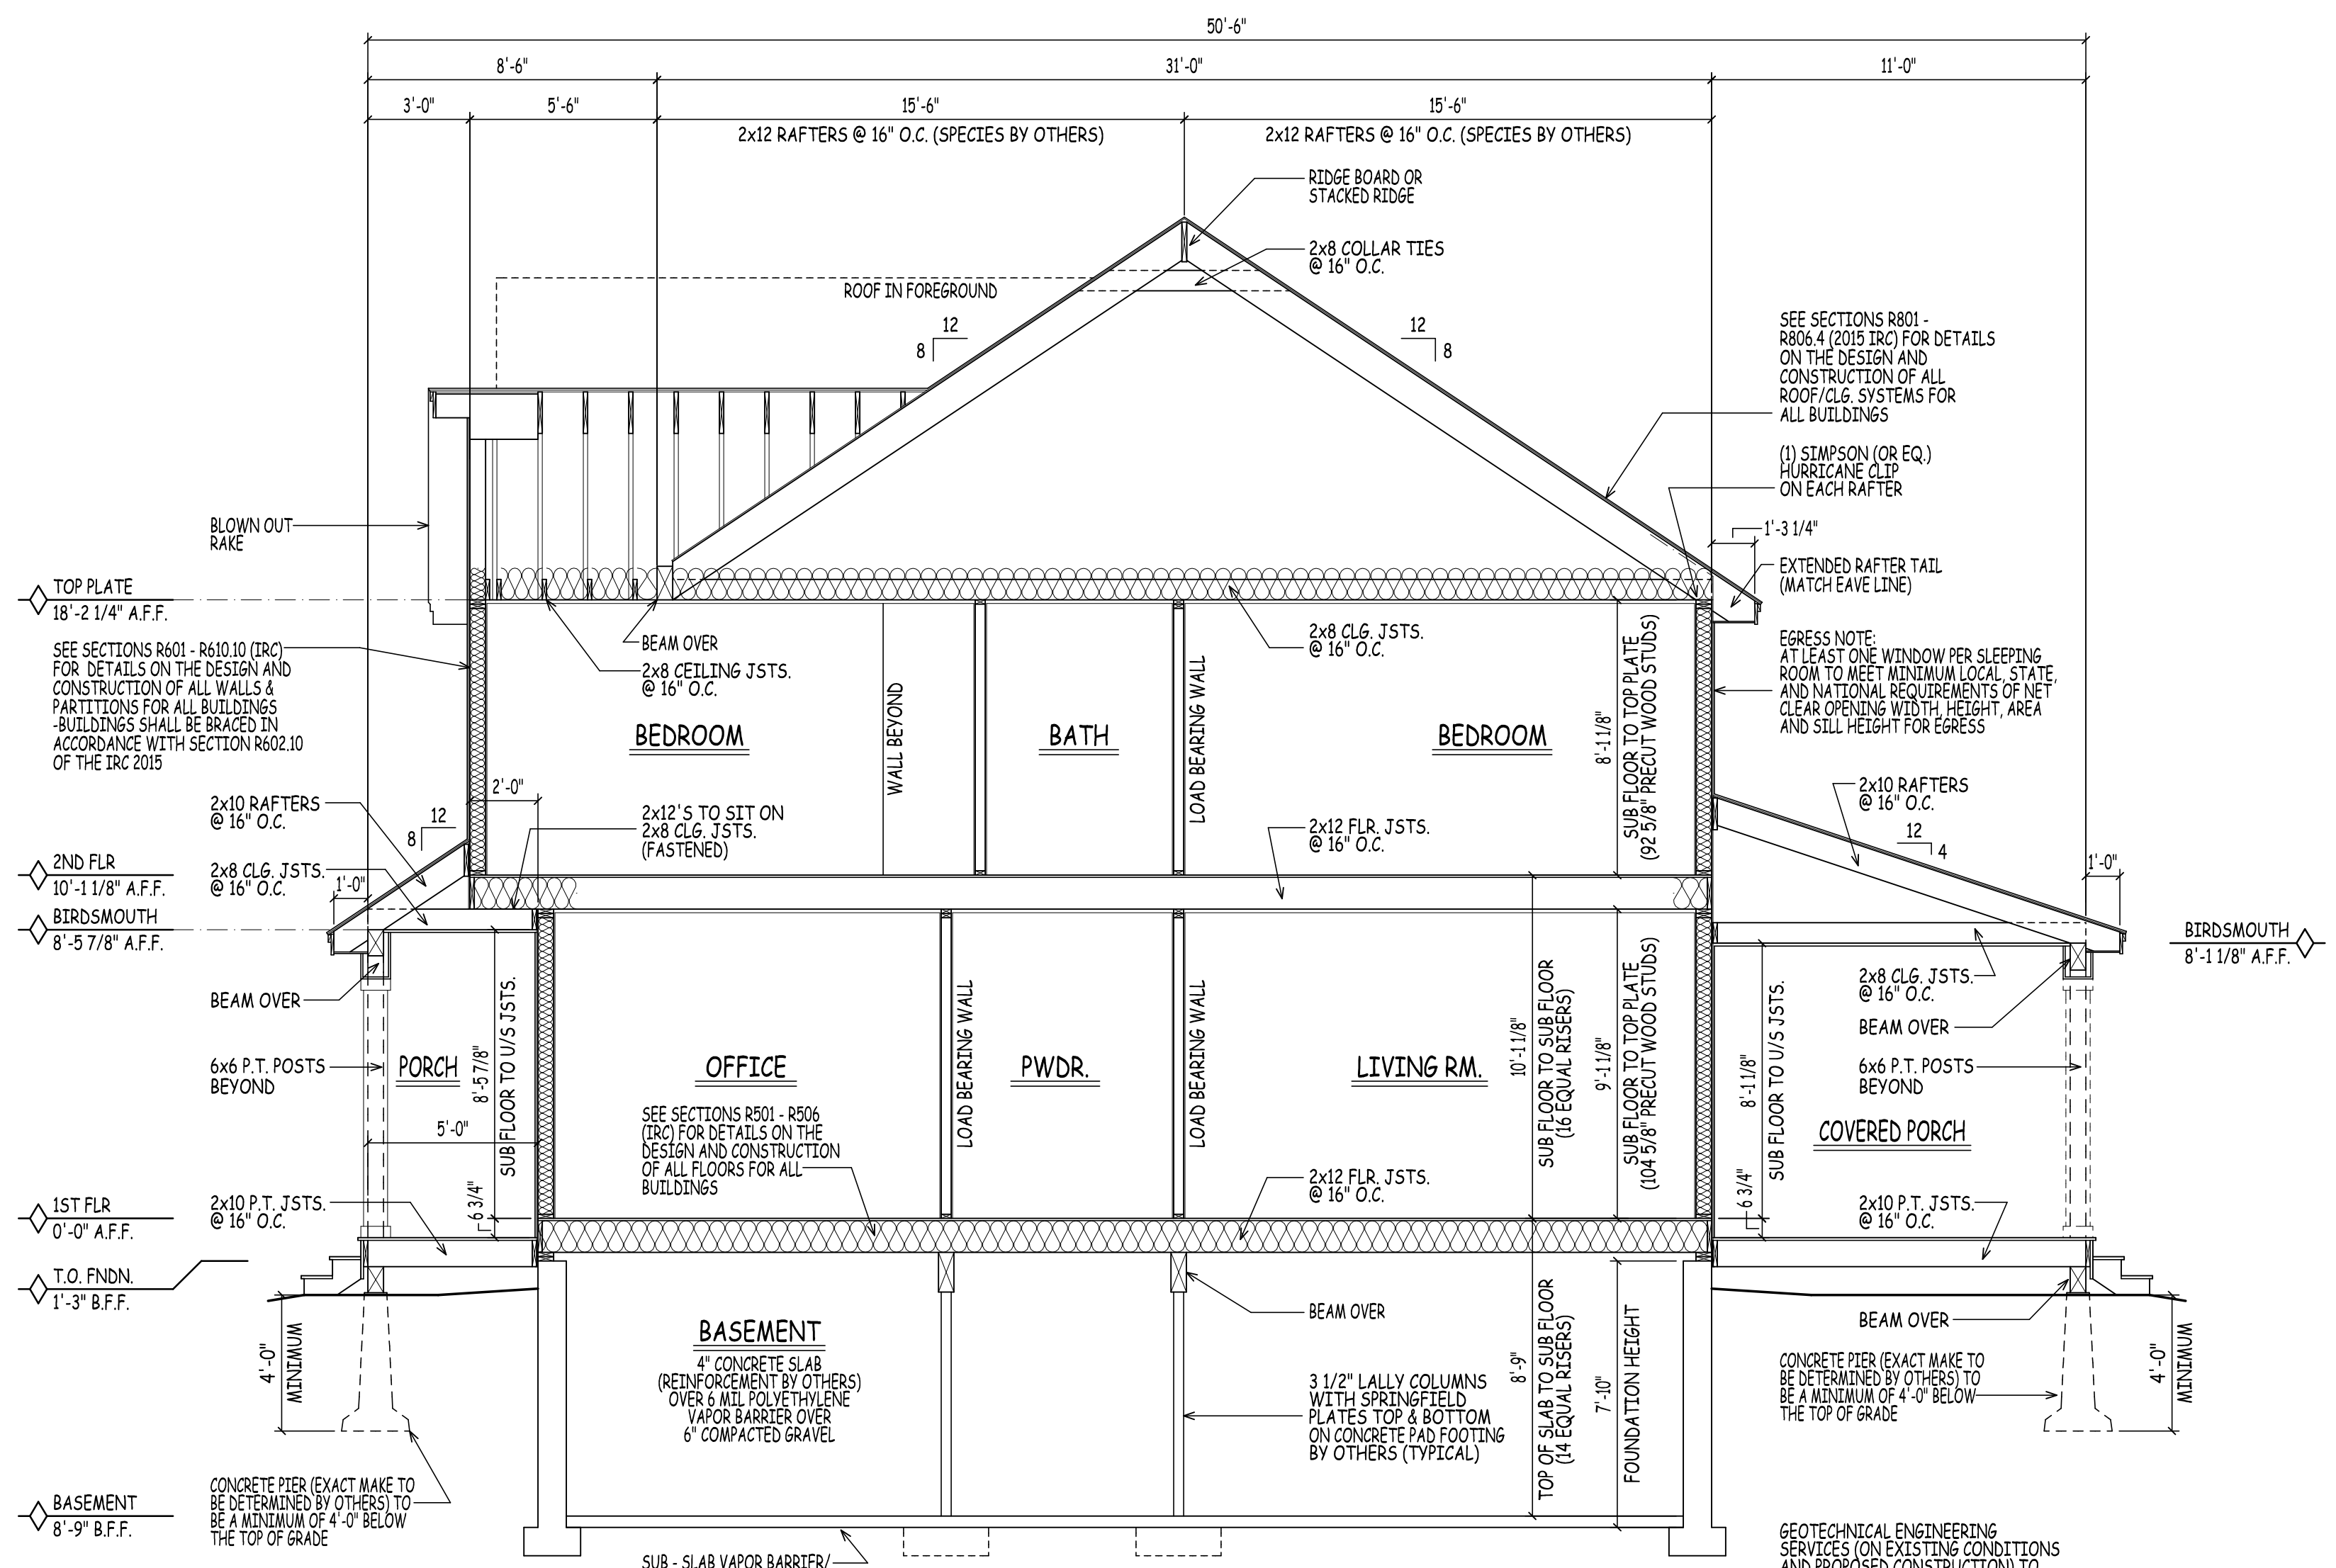 50'-6"
8'-6"
31'-0"
11'-0"
3'-0"
5'-6"
15'-6"
15'-6"
2x12 RAFTERS @ 16" O.C. (SPECIES BY OTHERS)
2x12 RAFTERS @ 16" O.C. (SPECIES BY OTHERS)
RIDGE BOARD OR
STACKED RIDGE
2x8 COLLAR TIES
@ 16" O.C.
ROOF IN FOREGROUND
12
8
12
8
SEE SECTIONS R801 -
R806.4 (2015 IRC) FOR DETAILS
ON THE DESIGN AND
CONSTRUCTION OF ALL
ROOF/CLG. SYSTEMS FOR
ALL BUILDINGS
(1) SIMPSON (OR EQ.)
HURRICANE CLIP
ON EACH RAFTER
1'-3 1/4"
EXTENDED RAFTER TAIL
(MATCH EAVE LINE)
BLOWN OUT
RAKE
TOP PLATE
18'-2 1/4" A.F.F.
SEE SECTIONS R601 - R610.10 (IRC)
FOR DETAILS ON THE DESIGN AND
CONSTRUCTION OF ALL WALLS &
PARTITIONS FOR ALL BUILDINGS
-BUILDINGS SHALL BE BRACED IN
ACCORDANCE WITH SECTION R602.10
OF THE IRC 2015
BEAM OVER
2x8 CEILING JSTS.
@ 16" O.C.
2x8 CLG. JSTS.
@ 16" O.C.
EGRESS NOTE:
AT LEAST ONE WINDOW PER SLEEPING
ROOM TO MEET MINIMUM LOCAL, STATE,
AND NATIONAL REQUIREMENTS OF NET
CLEAR OPENING WIDTH, HEIGHT, AREA
AND SILL HEIGHT FOR EGRESS
BEDROOM
WALL BEYOND
BATH
LOAD BEARING WALL
BEDROOM
8'-1 1/8"
SUB FLOOR TO TOP PLATE
(92 5/8" PRECUT WOOD STUDS)
2'-0"
2x10 RAFTERS
@ 16" O.C.
12
8
2x12'S TO SIT ON
2x8 CLG. JSTS.
(FASTENED)
2x12 FLR. JSTS.
@ 16" O.C.
2x10 RAFTERS
@ 16" O.C.
12
4
2ND FLR
10'-1 1/8" A.F.F.
2x8 CLG. JSTS.
@ 16" O.C.
1'-0"
1'-0"
BIRDSMOUTH
8'-5 7/8" A.F.F.
BIRDSMOUTH
8'-1 1/8" A.F.F.
BEAM OVER
6x6 P.T. POSTS
BEYOND
PORCH
8'-5 7/8"
SUB FLOOR TO U/S JSTS.
5'-0"
6 3/4"
OFFICE
LOAD BEARING WALL
PWDR.
LOAD BEARING WALL
LIVING RM.
10'-1 1/8"
SUB FLOOR TO SUB FLOOR
(16 EQUAL RISERS)
9'-1 1/8"
SUB FLOOR TO TOP PLATE
(104 5/8" PRECUT WOOD STUDS)
8'-1 1/8"
SUB FLOOR TO U/S JSTS.
6 3/4"
2x8 CLG. JSTS.
@ 16" O.C.
BEAM OVER
6x6 P.T. POSTS
BEYOND
COVERED PORCH
SEE SECTIONS R501 - R506
(IRC) FOR DETAILS ON THE
DESIGN AND CONSTRUCTION
OF ALL FLOORS FOR ALL
BUILDINGS
2x12 FLR. JSTS.
@ 16" O.C.
1ST FLR
0'-0" A.F.F.
2x10 P.T. JSTS.
@ 16" O.C.
2x10 P.T. JSTS.
@ 16" O.C.
T.O. FNDN.
1'-3" B.F.F.
BEAM OVER
BEAM OVER
4'-0"
MINIMUM
BASEMENT
4" CONCRETE SLAB
(REINFORCEMENT BY OTHERS)
OVER 6 MIL POLYETHYLENE
VAPOR BARRIER OVER
6" COMPACTED GRAVEL
3 1/2" LALLY COLUMNS
WITH SPRINGFIELD
PLATES TOP & BOTTOM
ON CONCRETE PAD FOOTING
BY OTHERS (TYPICAL)
8'-9"
TOP OF SLAB TO SUB FLOOR
(14 EQUAL RISERS)
7'-10"
FOUNDATION HEIGHT
CONCRETE PIER (EXACT MAKE TO
BE DETERMINED BY OTHERS) TO
BE A MINIMUM OF 4'-0" BELOW
THE TOP OF GRADE
4'-0"
MINIMUM
CONCRETE PIER (EXACT MAKE TO
BE DETERMINED BY OTHERS) TO
BE A MINIMUM OF 4'-0" BELOW
THE TOP OF GRADE
BASEMENT
8'-9" B.F.F.
SUB - SLAB VAPOR BARRIER/
GEOTECHNICAL ENGINEERING
SERVICES (ON EXISTING CONDITIONS
AND PROPOSED CONSTRUCTION) TO